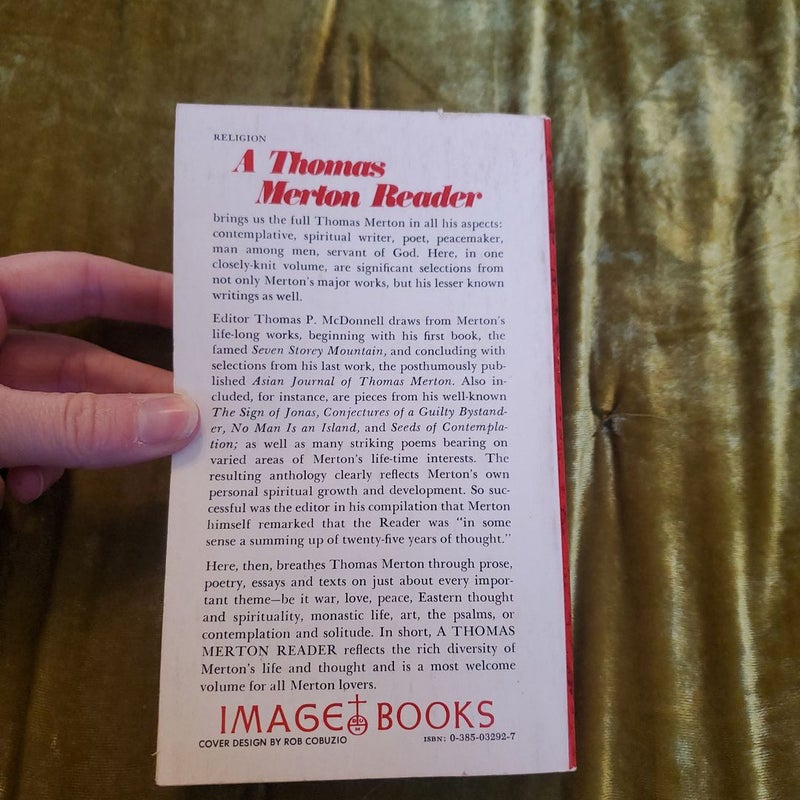 RELIGION
A Thomas
Merton Reader
brings us the full Thomas Merton in all his aspects:
contemplative, spiritual writer, poet, peacemaker,
man among men, servant of God. Here, in one
closely-knit volume, are significant selections from
not only Merton's major works, but his lesser known
writings as well.
Editor Thomas P. McDonnell draws from Merton's
life-long works, beginning with his first book, the
famed Seven Storey Mountain, and concluding with
selections from his last work, the posthumously pub-
lished Asian Journal of Thomas Merton. Also in-
cluded, for instance, are pieces from his well-known
The Sign of Jonas, Conjectures of a Guilty Bystand-
er, No Man Is an Island, and Seeds of Contempla-
tion; as well as many striking poems bearing on
varied areas of Merton's life-time interests. The
resulting anthology clearly reflects Merton's own
personal spiritual growth and development. So suc-
cessful was the editor in his compilation that Merton
himself remarked that the Reader was "in some
sense a summing up of twenty-five years of thought."
Here, then, breathes Thomas Merton through prose,
poetry, essays and texts on just about every impor-
tant theme—be it war, love, peace, Eastern thought
and spirituality, monastic life, art, the psalms, or
contemplation and solitude. In short, A THOMAS
MERTON READER reflects the rich diversity of
Merton's life and thought and is a most welcome
volume for all Merton lovers.
IMAGE BOOKS
COVER DESIGN BY ROB COBUZIO
ISBN: 0-385-03292-7